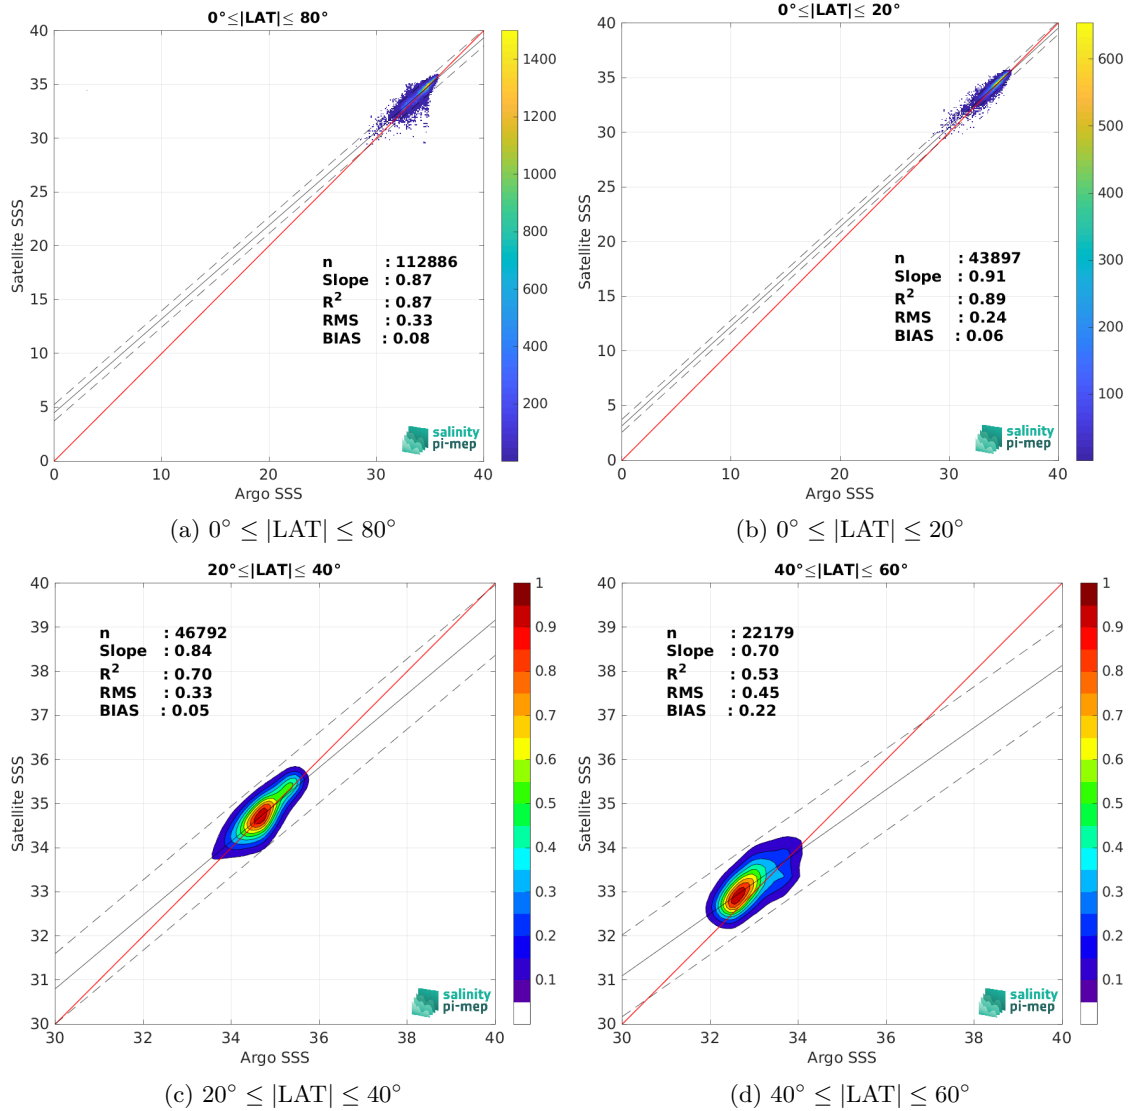 0°≤|LAT|≤ 80°
40
35
30
25
20
15
10
5
0
Satellite SSS
0
10
20
30
40
Argo SSS
n : 112886
Slope : 0.87
R² : 0.87
RMS : 0.33
BIAS : 0.08
salinity
pi-mep
1400
1200
1000
800
600
400
200
(a) 0° ≤ |LAT| ≤ 80°
0°≤|LAT|≤ 20°
40
35
30
25
20
15
10
5
0
Satellite SSS
0
10
20
30
40
Argo SSS
n : 43897
Slope : 0.91
R² : 0.89
RMS : 0.24
BIAS : 0.06
salinity
pi-mep
600
500
400
300
200
100
(b) 0° ≤ |LAT| ≤ 20°
20°≤|LAT|≤ 40°
40
39
38
37
36
35
34
33
32
31
30
Satellite SSS
30
32
34
36
38
40
Argo SSS
n : 46792
Slope : 0.84
R² : 0.70
RMS : 0.33
BIAS : 0.05
salinity
pi-mep
1
0.9
0.8
0.7
0.6
0.5
0.4
0.3
0.2
0.1
(c) 20° ≤ |LAT| ≤ 40°
40°≤|LAT|≤ 60°
40
39
38
37
36
35
34
33
32
31
30
Satellite SSS
30
32
34
36
38
40
Argo SSS
n : 22179
Slope : 0.70
R² : 0.53
RMS : 0.45
BIAS : 0.22
salinity
pi-mep
1
0.9
0.8
0.7
0.6
0.5
0.4
0.3
0.2
0.1
(d) 40° ≤ |LAT| ≤ 60°